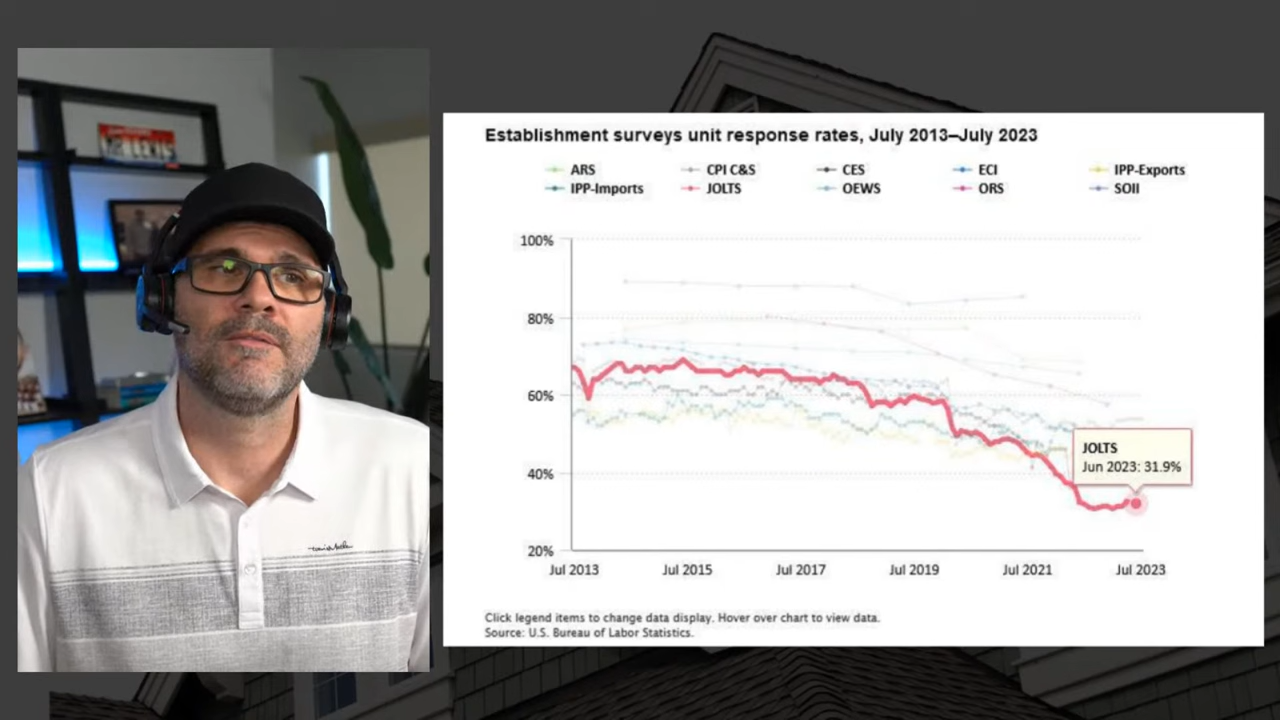 Establishment surveys unit response rates, July 2013–July 2023
ARS CPI C&S CES ECI IPP-Exports
IPP-Imports JOLTS OEWS ORS SOII
100%
80%
60%
40%
20%
JOLTS
Jun 2023: 31.9%
Jul 2013 Jul 2015 Jul 2017 Jul 2019 Jul 2021 Jul 2023
Click legend items to change data display. Hover over chart to view data.
Source: U.S. Bureau of Labor Statistics.